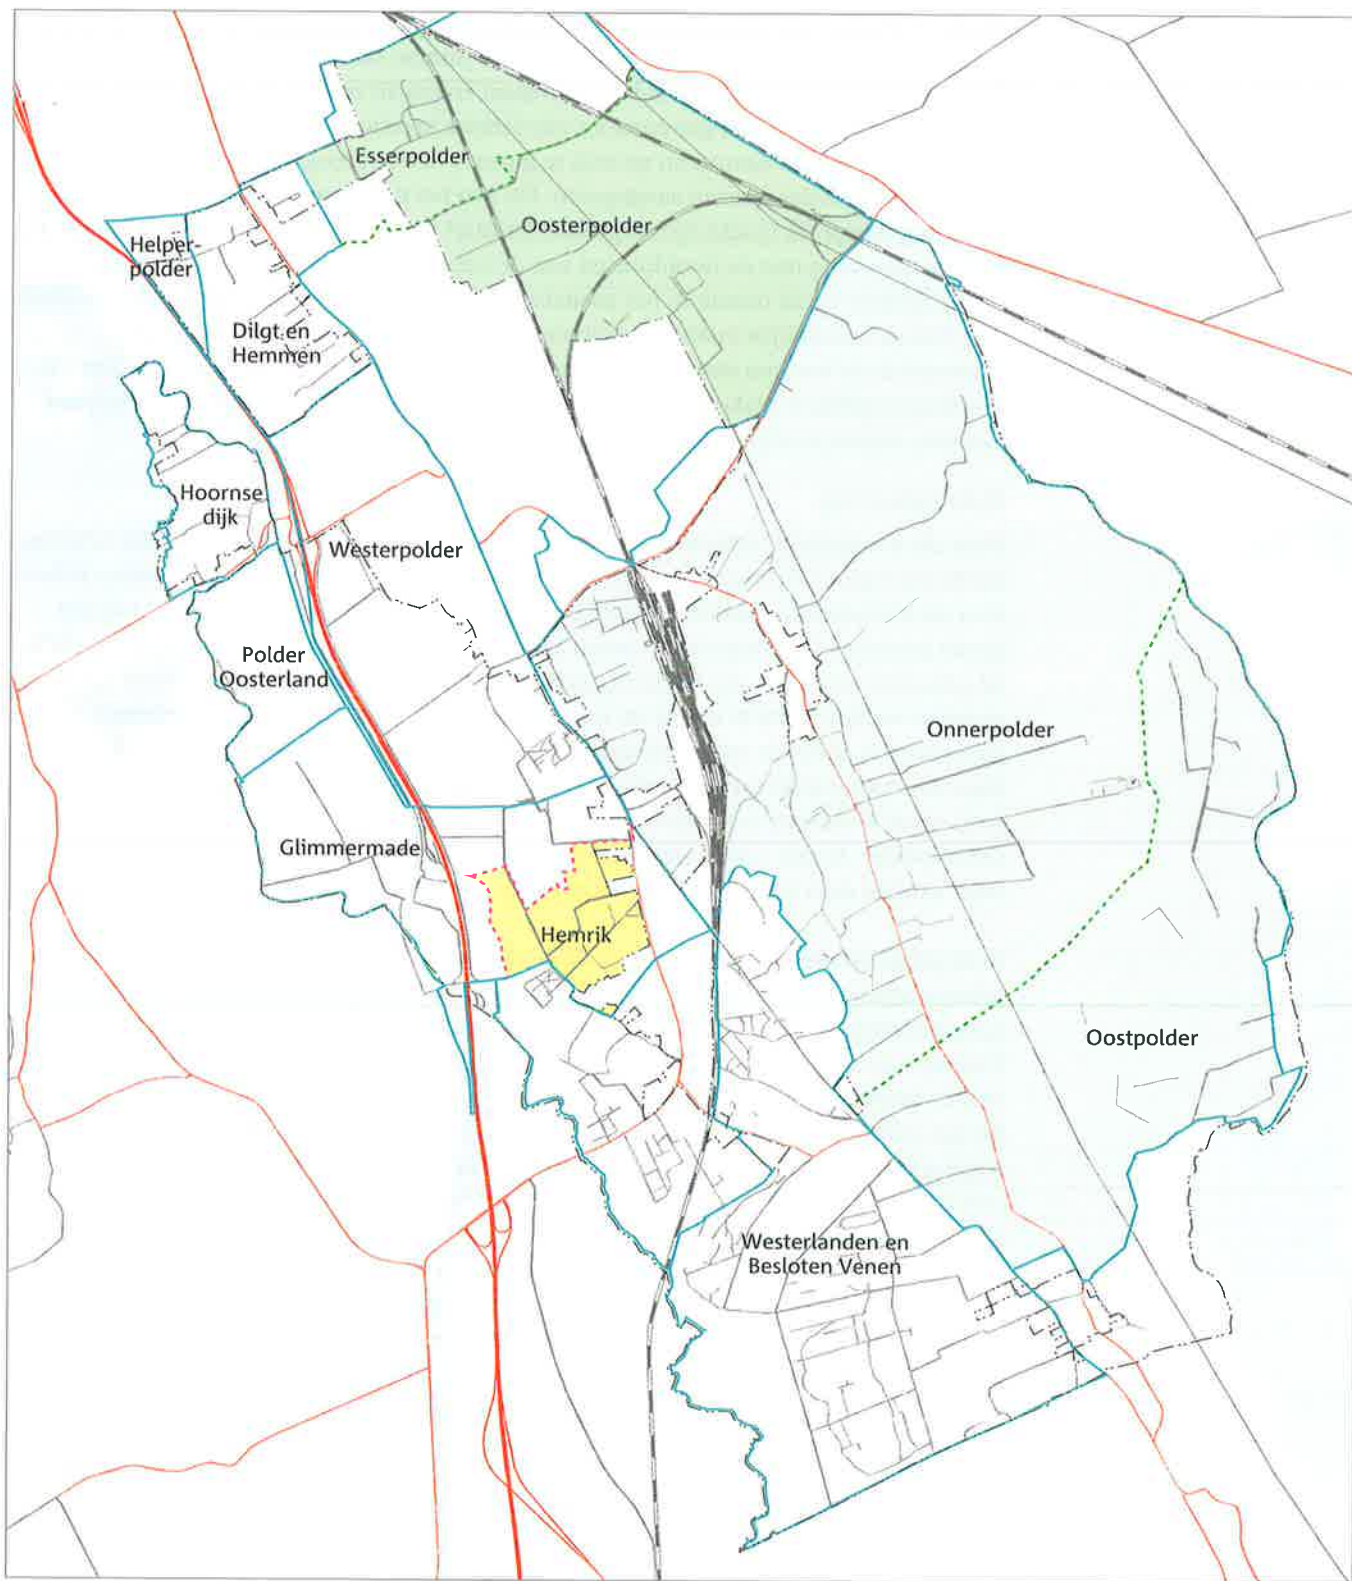 Esserpolder
Oosterpolder
Helper-
polder
Dilgt en
Hemmen
Hoornse
dijk
Westerpolder
Polder
Oosterland
Onnerpolder
Glimmermade
Hemrik
Oostpolder
Westerlanden en
Besloten Venen